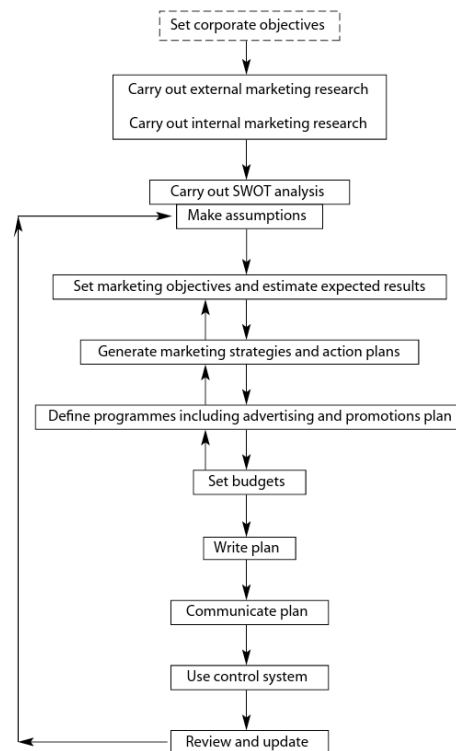 Set corporate objectives
Carry out external marketing research
Carry out internal marketing research
Carry out SWOT analysis
Make assumptions
Set marketing objectives and estimate expected results
Generate marketing strategies and action plans
Define programmes including advertising and promotions plan
Set budgets
Write plan
Communicate plan
Use control system
Review and update